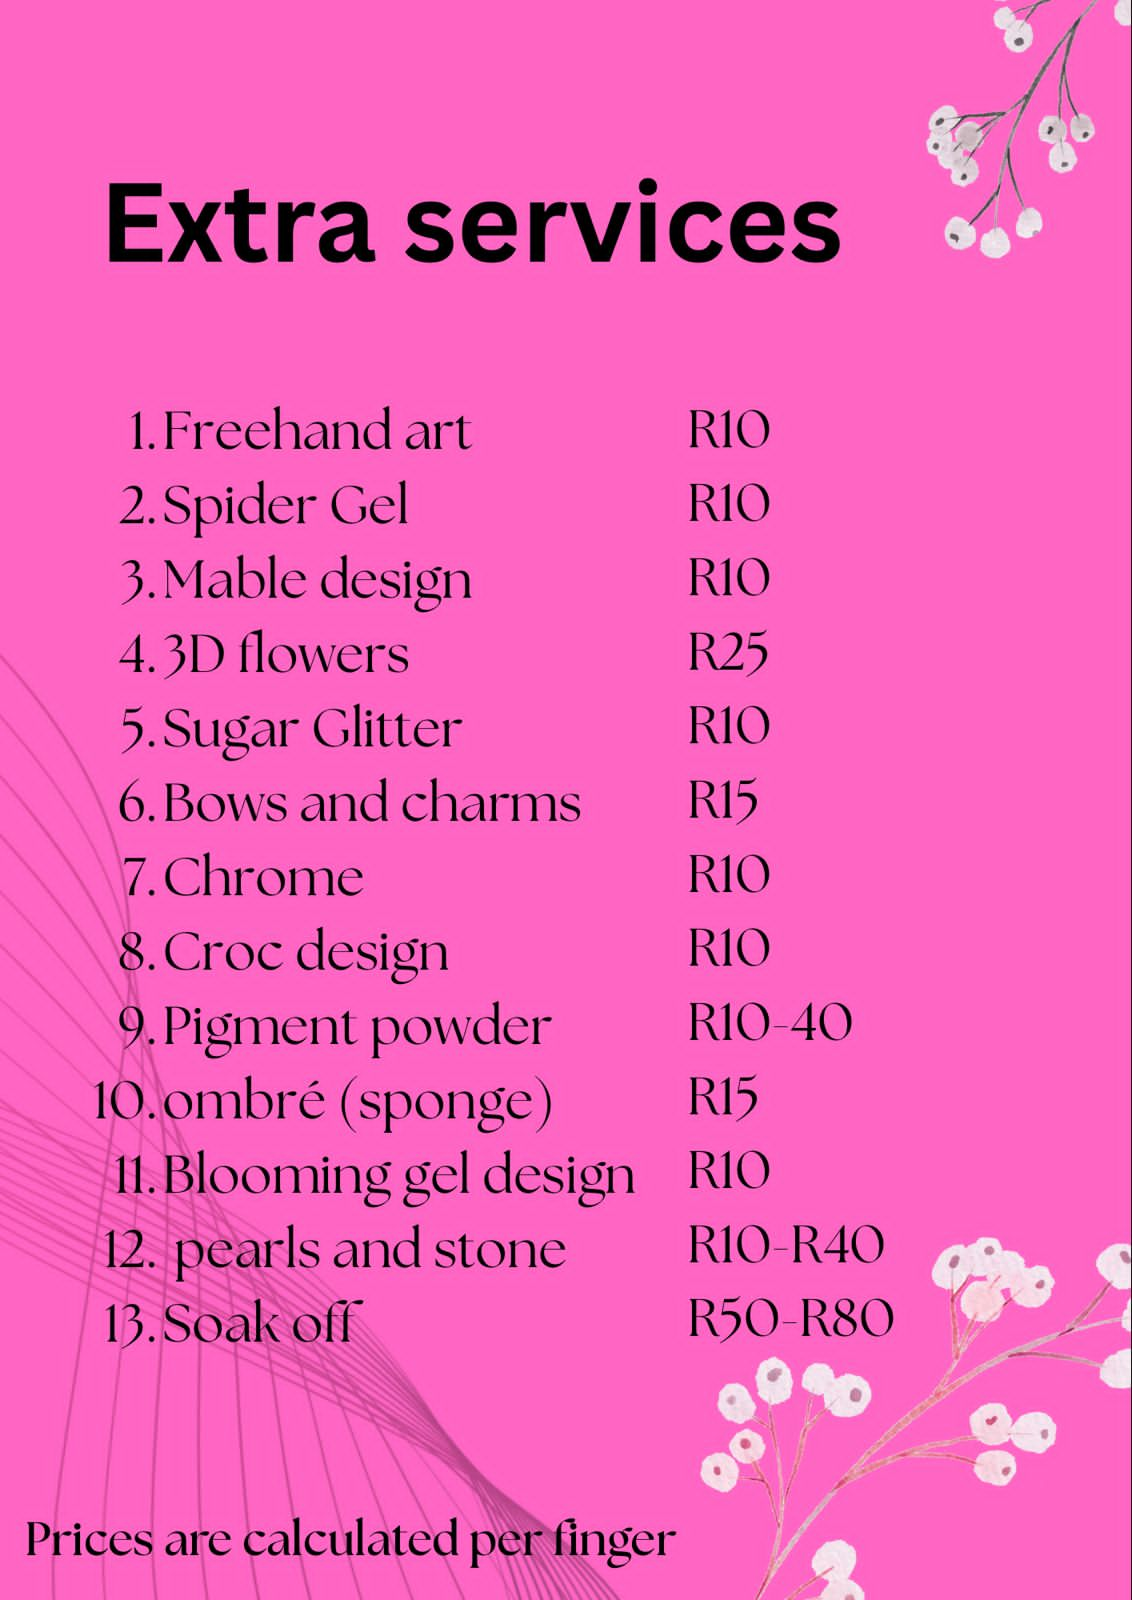 Extra services
1. Freehand art R10
2. Spider Gel R10
3. Mable design R10
4. 3D flowers R25
5. Sugar Glitter R10
6. Bows and charms R15
7. Chrome R10
8. Croc design R10
9. Pigment powder R10-40
10. ombré (sponge) R15
11. Blooming gel design R10
12. pearls and stone R10-R40
13. Soak off R50-R80
Prices are calculated per finger